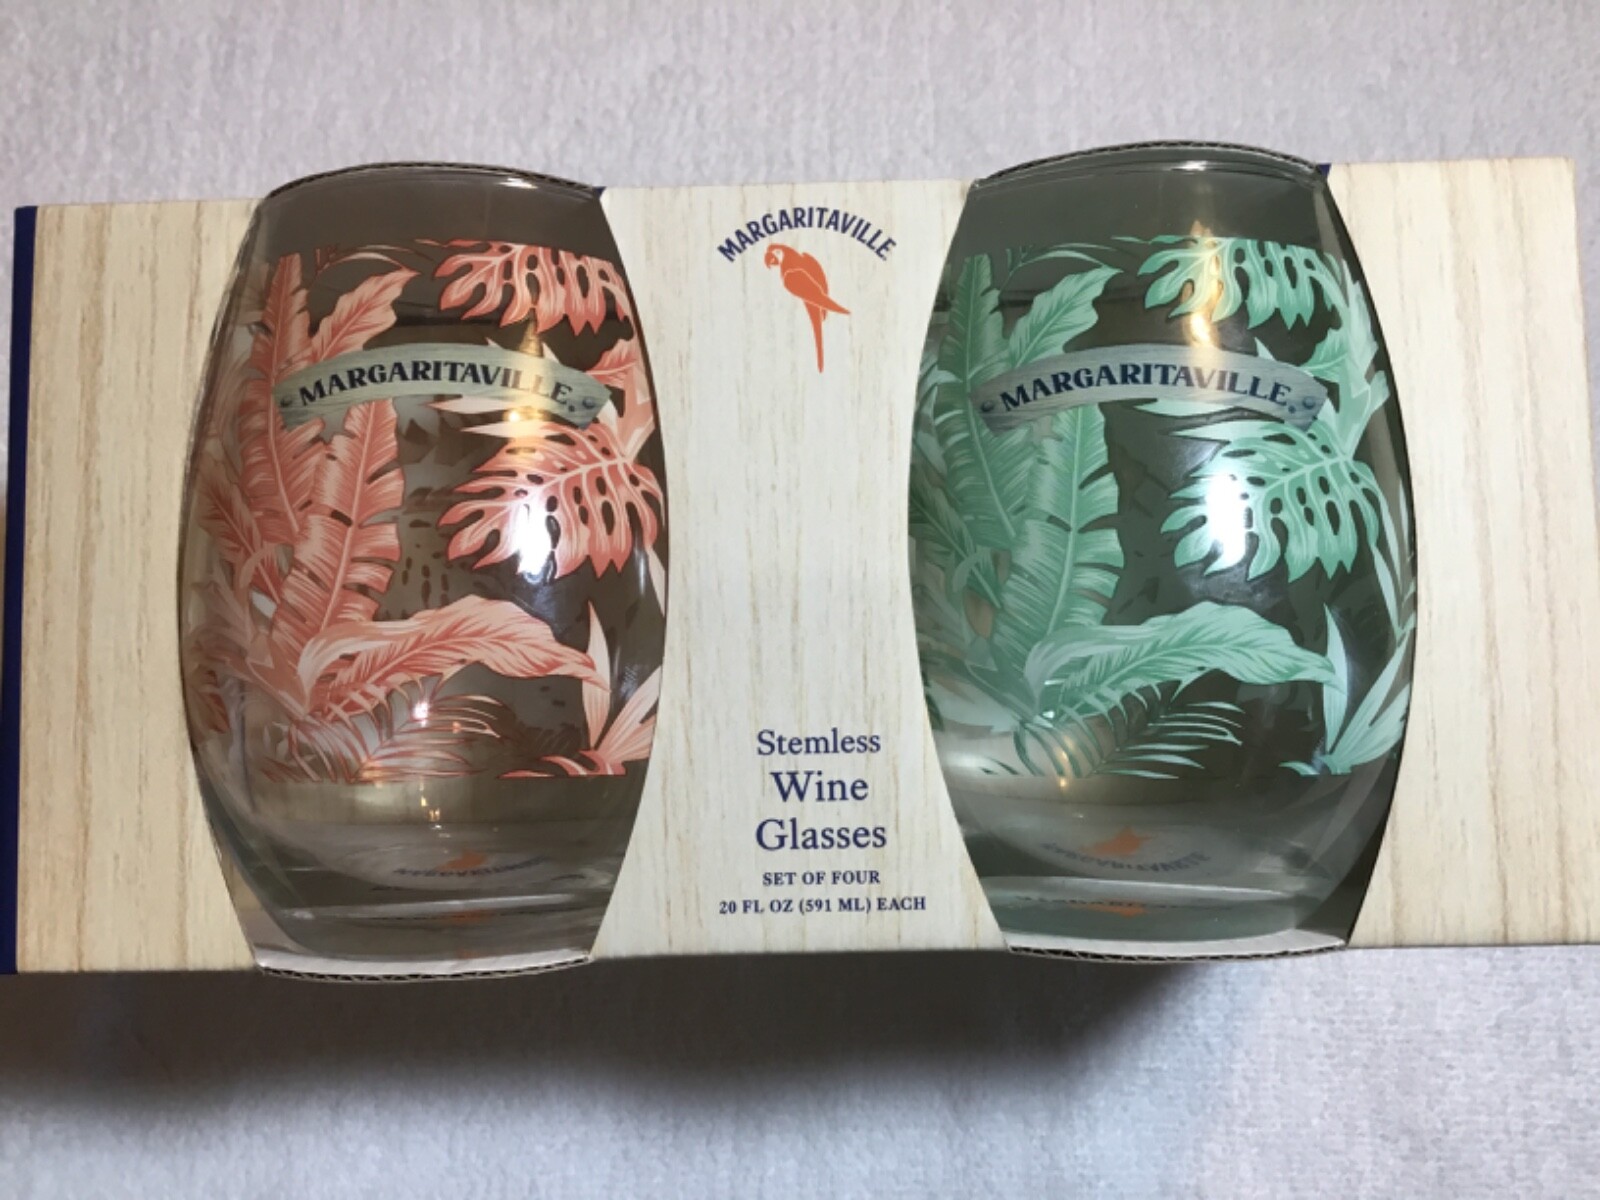 MARGARITAVILLE
MARGARITAVILLE.
MARGARITAVILLE.
Stemless
Wine
Glasses
SET OF FOUR
20 FL OZ (591 ML) EACH